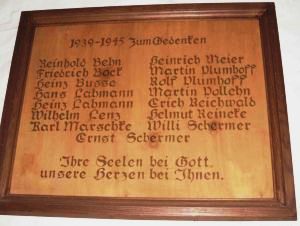 1939-1945 Zum Gedenken
Reinhold Behn Heinrich Meier
Friedrich Bock Martin Plumhoff
Heinz Busse Rolf Plumhoff
Hans Lahmann Martin Pollehn
Heinz Lahmann Erich Reichwald
Wilhelm Lenz Helmut Reineke
Karl Marschke Willi Schermer
Ernst Schermer
Ihre Seelen bei Gott,
unsere Herzen bei Ihnen.